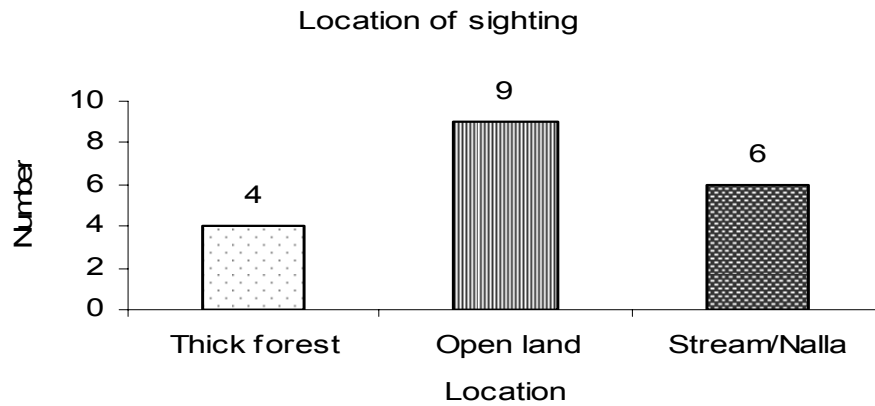 Location of sighting
Number
10
8
6
4
2
0
4
9
6
Thick forest
Open land
Stream/Nalla
Location